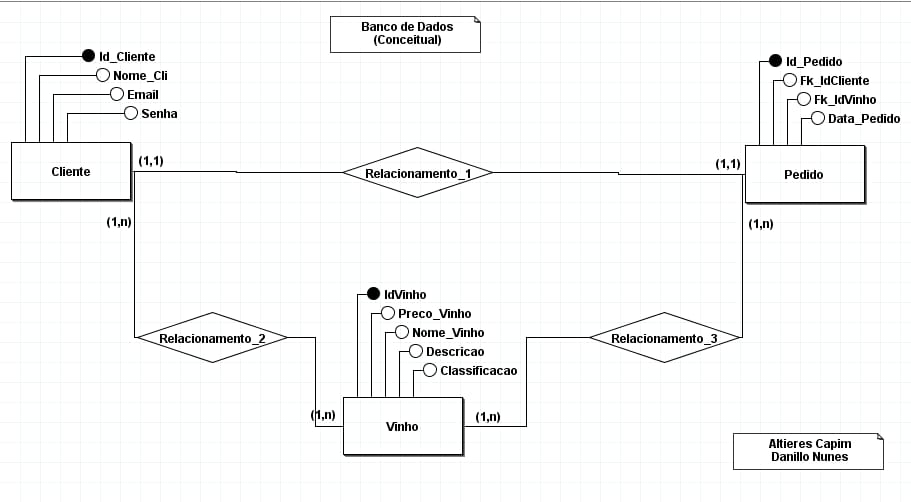 Banco de Dados
(Conceitual)
Id_Cliente
Nome_Cli
Email
Senha
Cliente
(1,1)
(1,n)
Relacionamento_1
Id_Pedido
Fk_IdCliente
Fk_IdVinho
Data_Pedido
(1,1)
Pedido
(1,n)
Relacionamento_2
(1,n)
IdVinho
Preco_Vinho
Nome_Vinho
Descricao
Classificacao
Vinho
(1,n)
Relacionamento_3
Altieres Capim
Danillo Nunes